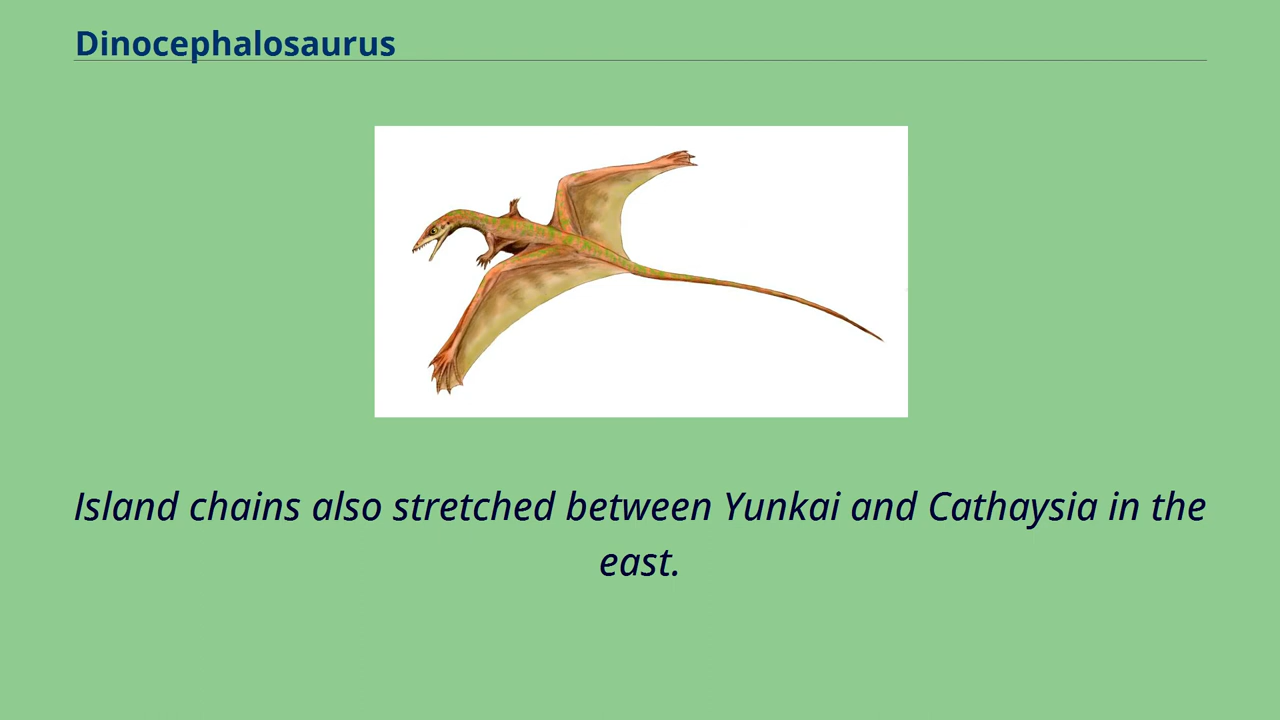 Dinocephalosaurus
Island chains also stretched between Yunkai and Cathaysia in the
east.